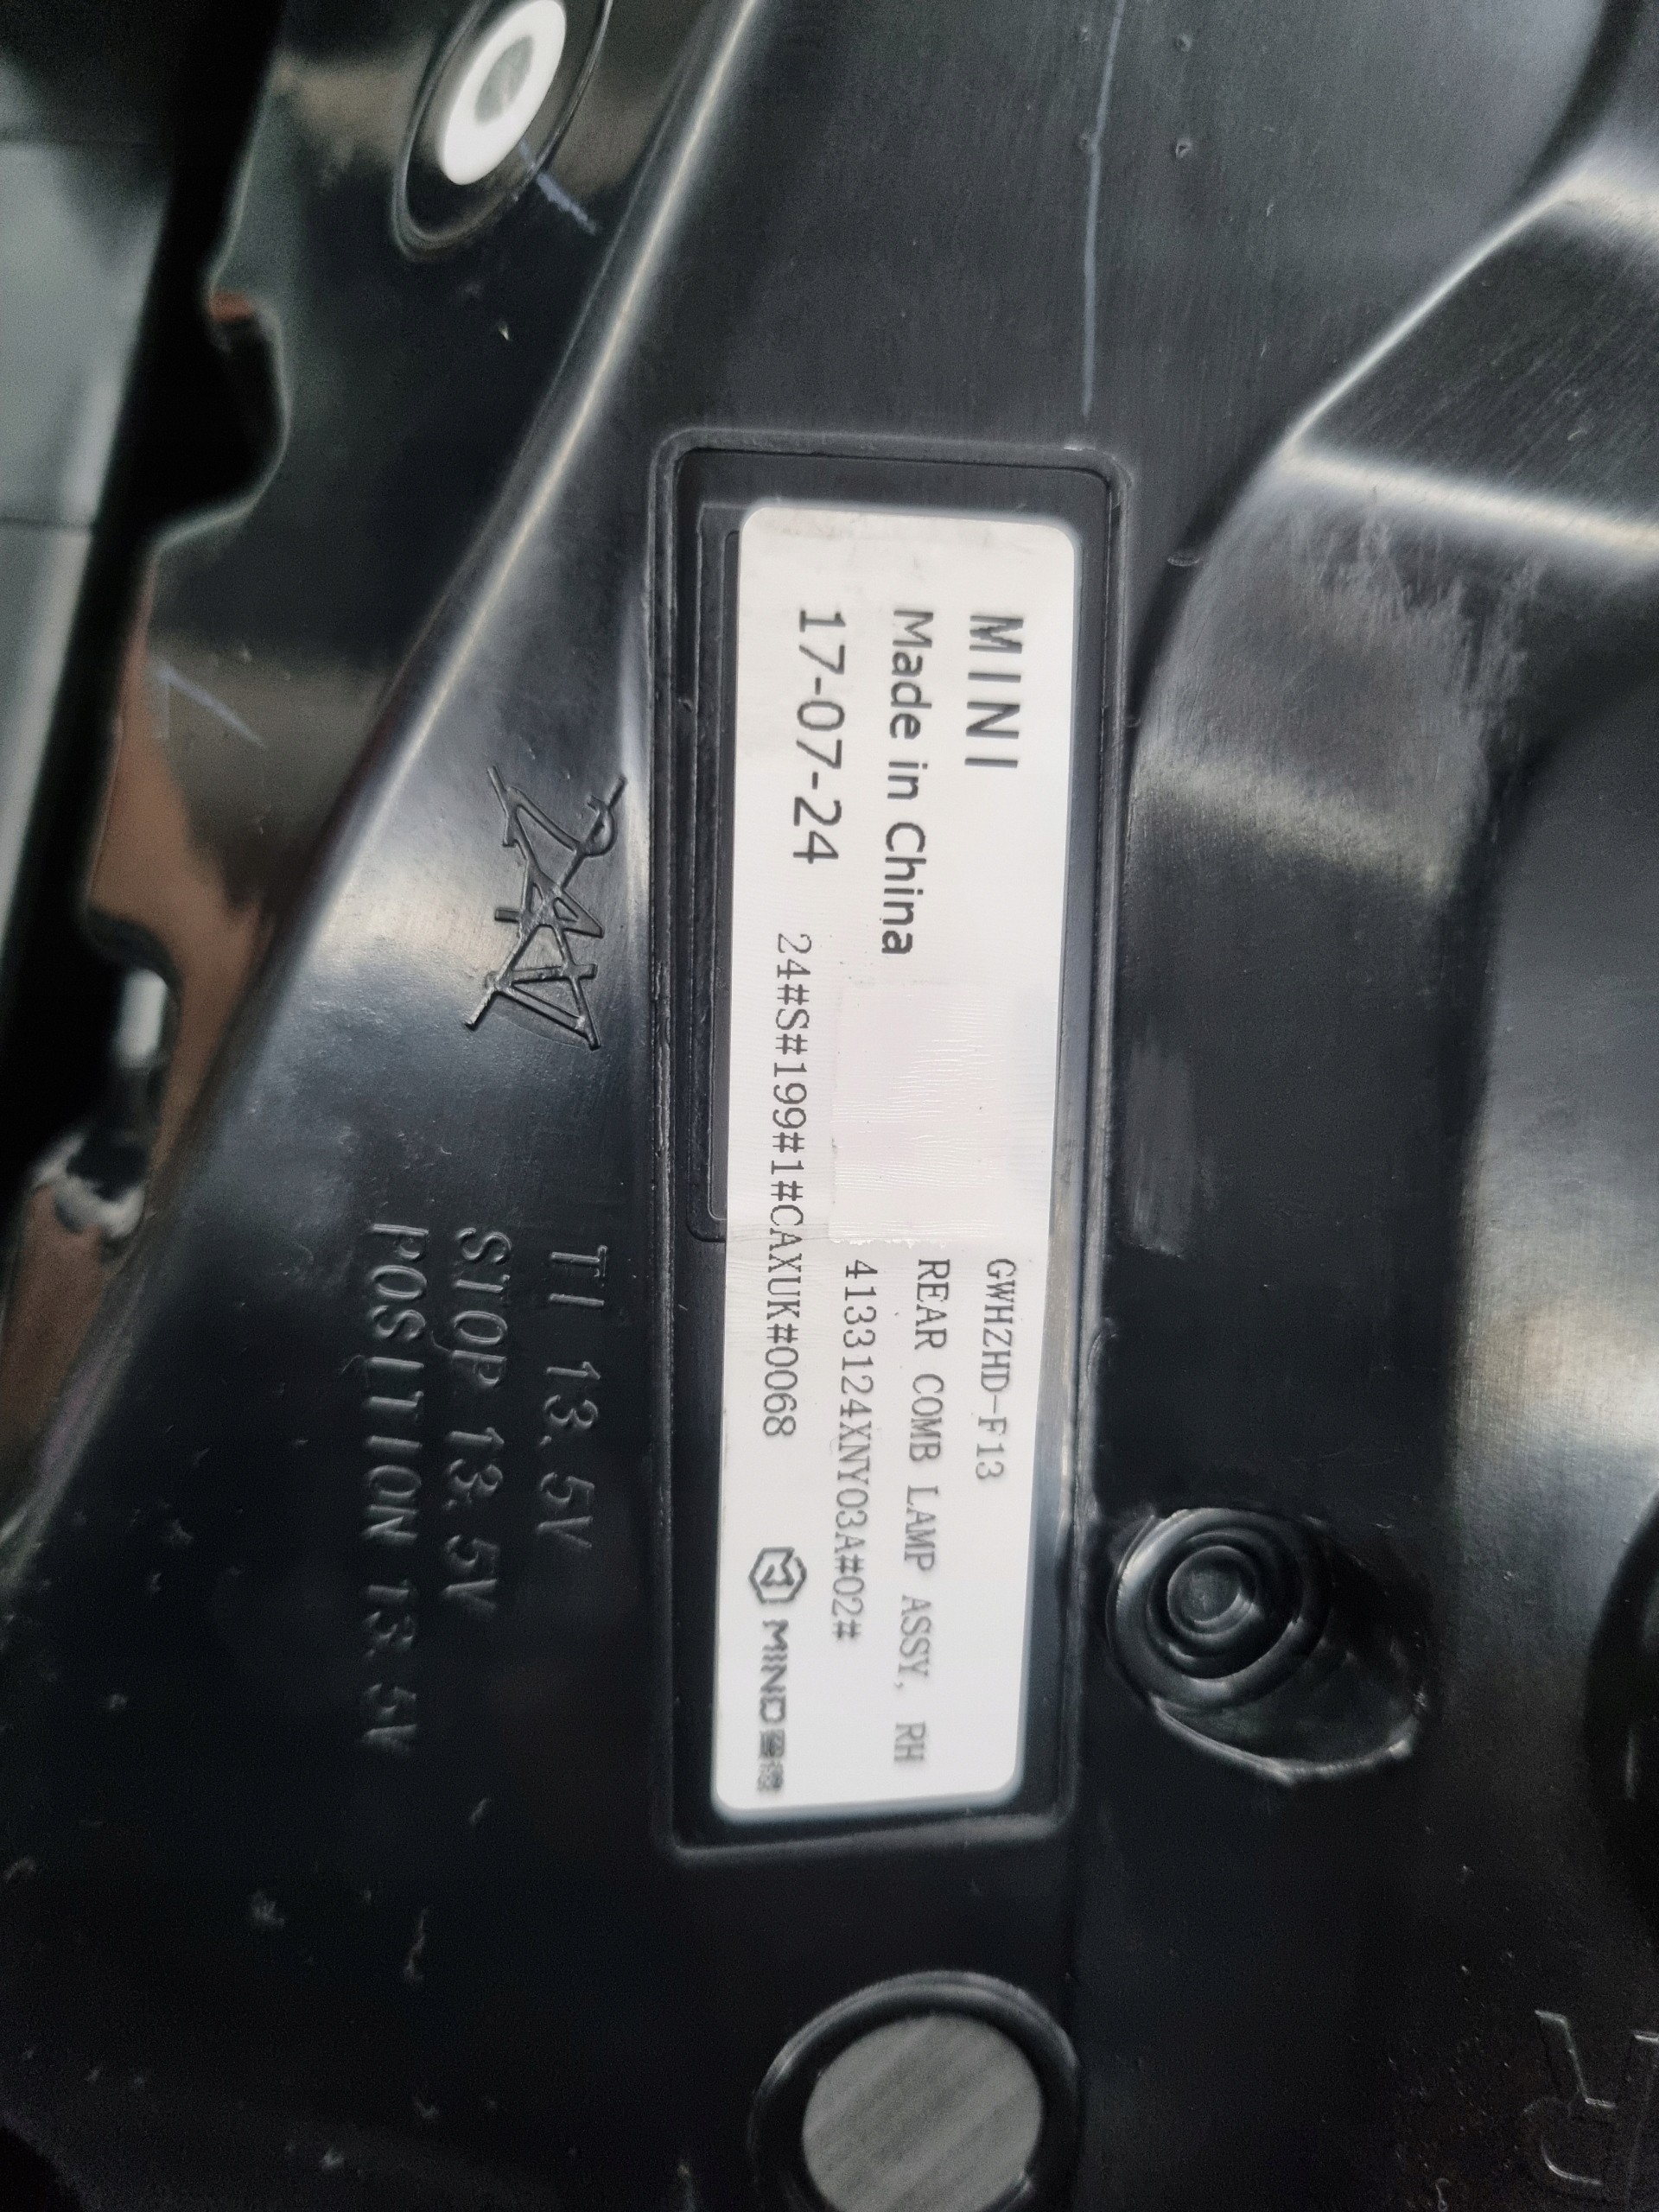 MINI
Made in China
17-07-24
GWHZHD-F13
REAR COMB LAMP ASSY, RH
4133124XNY03A#02#
24#S#199#1#CAXUK#0068
MIND
TI 13.5V
STOP 13.5V
POSITION 13.5V
R